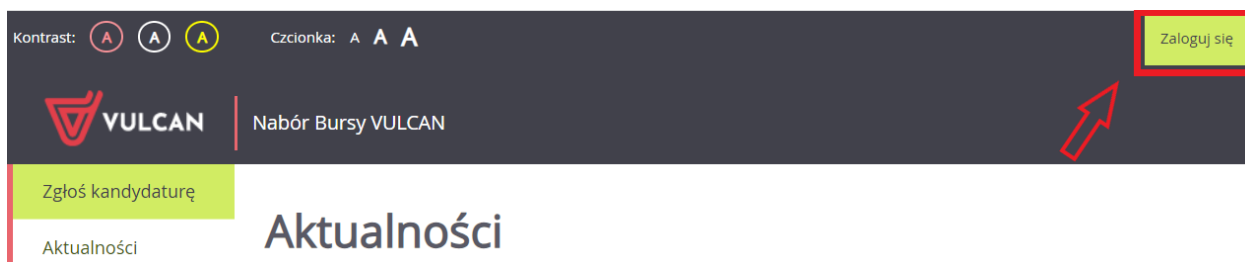 Kontrast: A A A Czcionka: A A A Zaloguj się
VULCAN Nabór Bursy VULCAN
Zgłoś kandydaturę
Aktualności
Aktualności